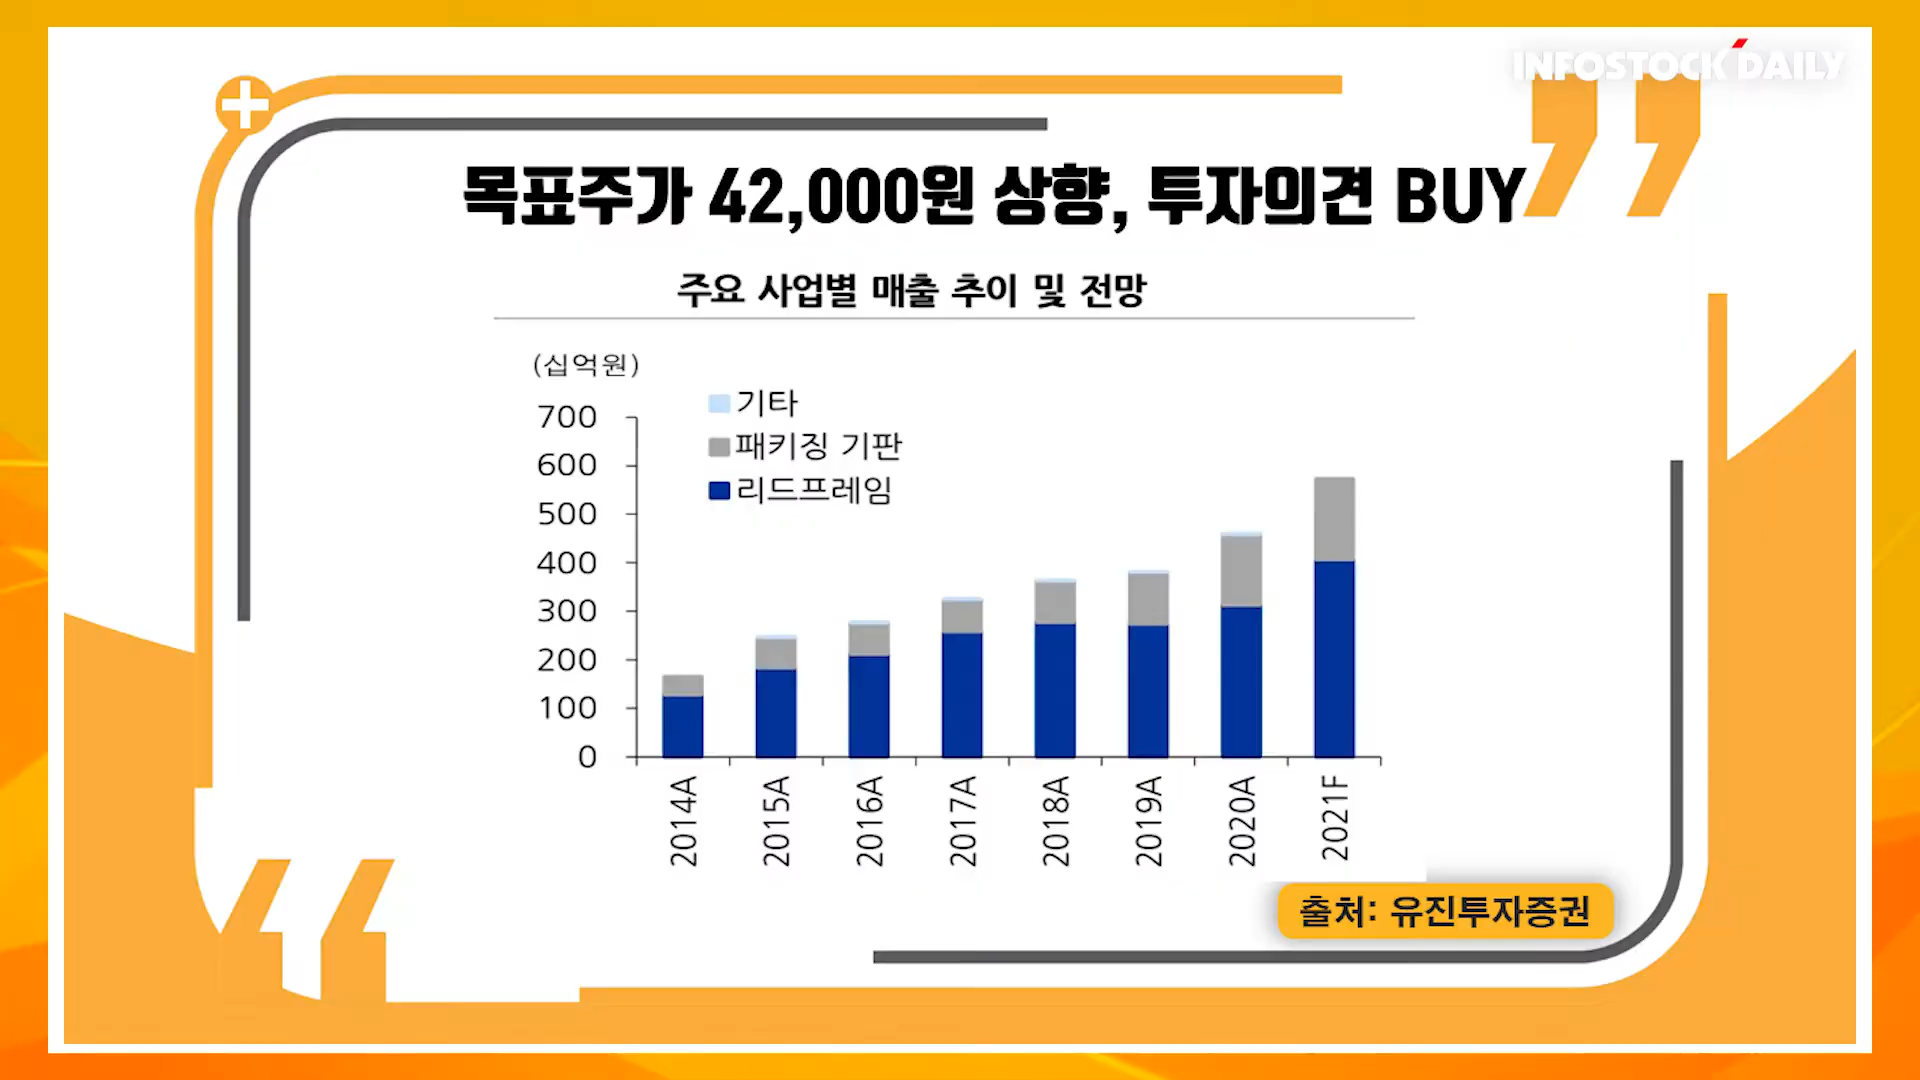 INFOSTOCK DAILY
목표주가 42,000원 상향, 투자의견 BUY
주요 사업별 매출 추이 및 전망
(십억원)
기타
패키징 기판
리드프레임
700
600
500
400
300
200
100
0
2014A
2015A
2016A
2017A
2018A
2019A
2020A
2021F
출처: 유진투자증권